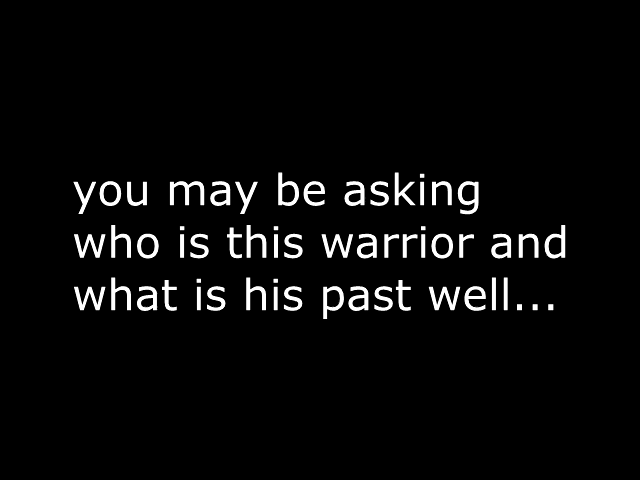 you may be asking
who is this warrior and
what is his past well...